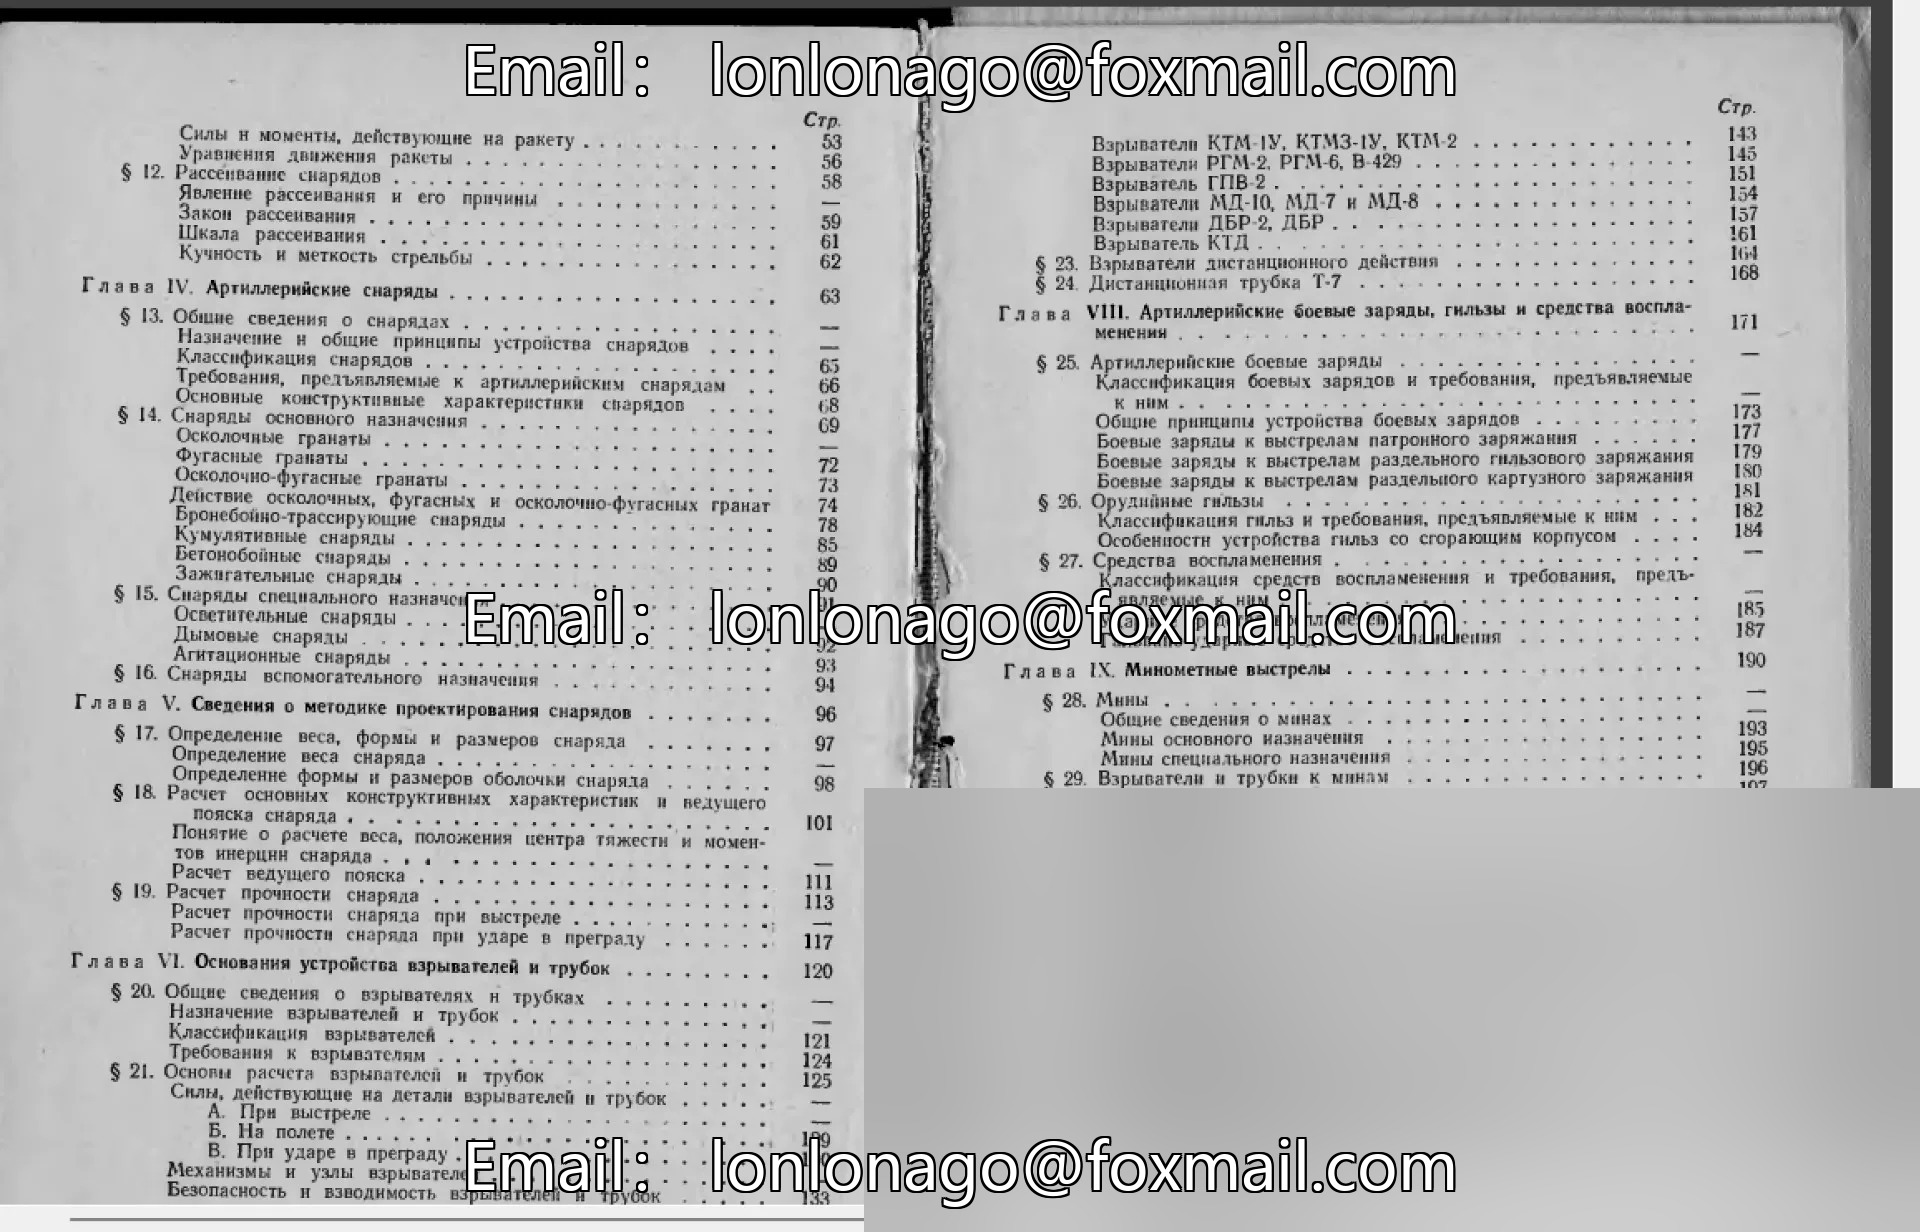 Email： lonlonago@foxmail.com
Стр.
Силы и моменты, действующие на ракету 53
Уравнения движения ракеты 56
§ 12. Рассеивание снарядов 58
Явление рассеивания и его причины —
Закон рассеивания 59
Шкала рассеивания 61
Кучность и меткость стрельбы 62
Глава IV. Артиллерийские снаряды 63
§ 13. Общие сведения о снарядах —
Назначение и общие принципы устройства снарядов —
Классификация снарядов 65
Требования, предъявляемые к артиллерийским снарядам 66
Основные конструктивные характеристики снарядов 68
§ 14. Снаряды основного назначения 69
Осколочные гранаты —
Фугасные гранаты 72
Осколочно-фугасные гранаты 73
Действие осколочных, фугасных и осколочно-фугасных гранат 74
Бронебойно-трассирующие снаряды 78
Кумулятивные снаряды 85
Бетонобойные снаряды 89
Зажигательные снаряды 90
§ 15. Снаряды специального назначения 91
Осветительные снаряды
Email： lonlonago@foxmail.com
Дымовые снаряды 92
Агитационные снаряды 93
§ 16. Снаряды вспомогательного назначения 94
Глава V. Сведения о методике проектирования снарядов 96
§ 17. Определение веса, формы и размеров снаряда 97
Определение веса снаряда —
Определение формы и размеров оболочки снаряда 98
§ 18. Расчет основных конструктивных характеристик и ведущего
пояска снаряда 101
Понятие о расчете веса, положения центра тяжести и момен-
тов инерции снаряда —
Расчет ведущего пояска 111
§ 19. Расчет прочности снаряда 113
Расчет прочности снаряда при выстреле —
Расчет прочности снаряда при ударе в преграду 117
Глава VI. Основания устройства взрывателей и трубок 120
§ 20. Общие сведения о взрывателях и трубках —
Назначение взрывателей и трубок —
Классификация взрывателей 121
Требования к взрывателям 124
§ 21. Основы расчета взрывателей и трубок 125
Силы, действующие на детали взрывателей и трубок —
А. При выстреле —
Б. На полете
В. При ударе в преграду
Механизмы и узлы
Email： lonlonago@foxmail.com
Безопасность и взводимость взрывателей и трубок 133
Стр.
Взрыватели КТМ-1У, КТМЗ-1У, КТМ-2 143
Взрыватели РГМ-2, РГМ-6, В-429 145
Взрыватель ГПВ-2 151
Взрыватели МД-10, МД-7 и МД-8 154
Взрыватели ДБР-2, ДБР 157
Взрыватель КТД 161
§ 23. Взрыватели дистанционного действия 164
§ 24. Дистанционная трубка Т-7 168
Глава VIII. Артиллерийские боевые заряды, гильзы и средства воспла-
менения 171
§ 25. Артиллерийские боевые заряды —
Классификация боевых зарядов и требования, предъявляемые
к ним —
Общие принципы устройства боевых зарядов 173
Боевые заряды к выстрелам патронного заряжания 177
Боевые заряды к выстрелам раздельного гильзового заряжания 179
Боевые заряды к выстрелам раздельного картузного заряжания 180
§ 26. Орудийные гильзы 181
Классификация гильз и требования, предъявляемые к ним 182
Особенности устройства гильз со сгорающим корпусом 184
§ 27. Средства воспламенения —
Классификация средств воспламенения и требования, предъ-
являемые к ним —
185
187
Глава IX. Минометные выстрелы 190
§ 28. Мины —
Общие сведения о минах —
Мины основного назначения 193
Мины специального назначения 195
§ 29. Взрыватели и трубки к минам 196